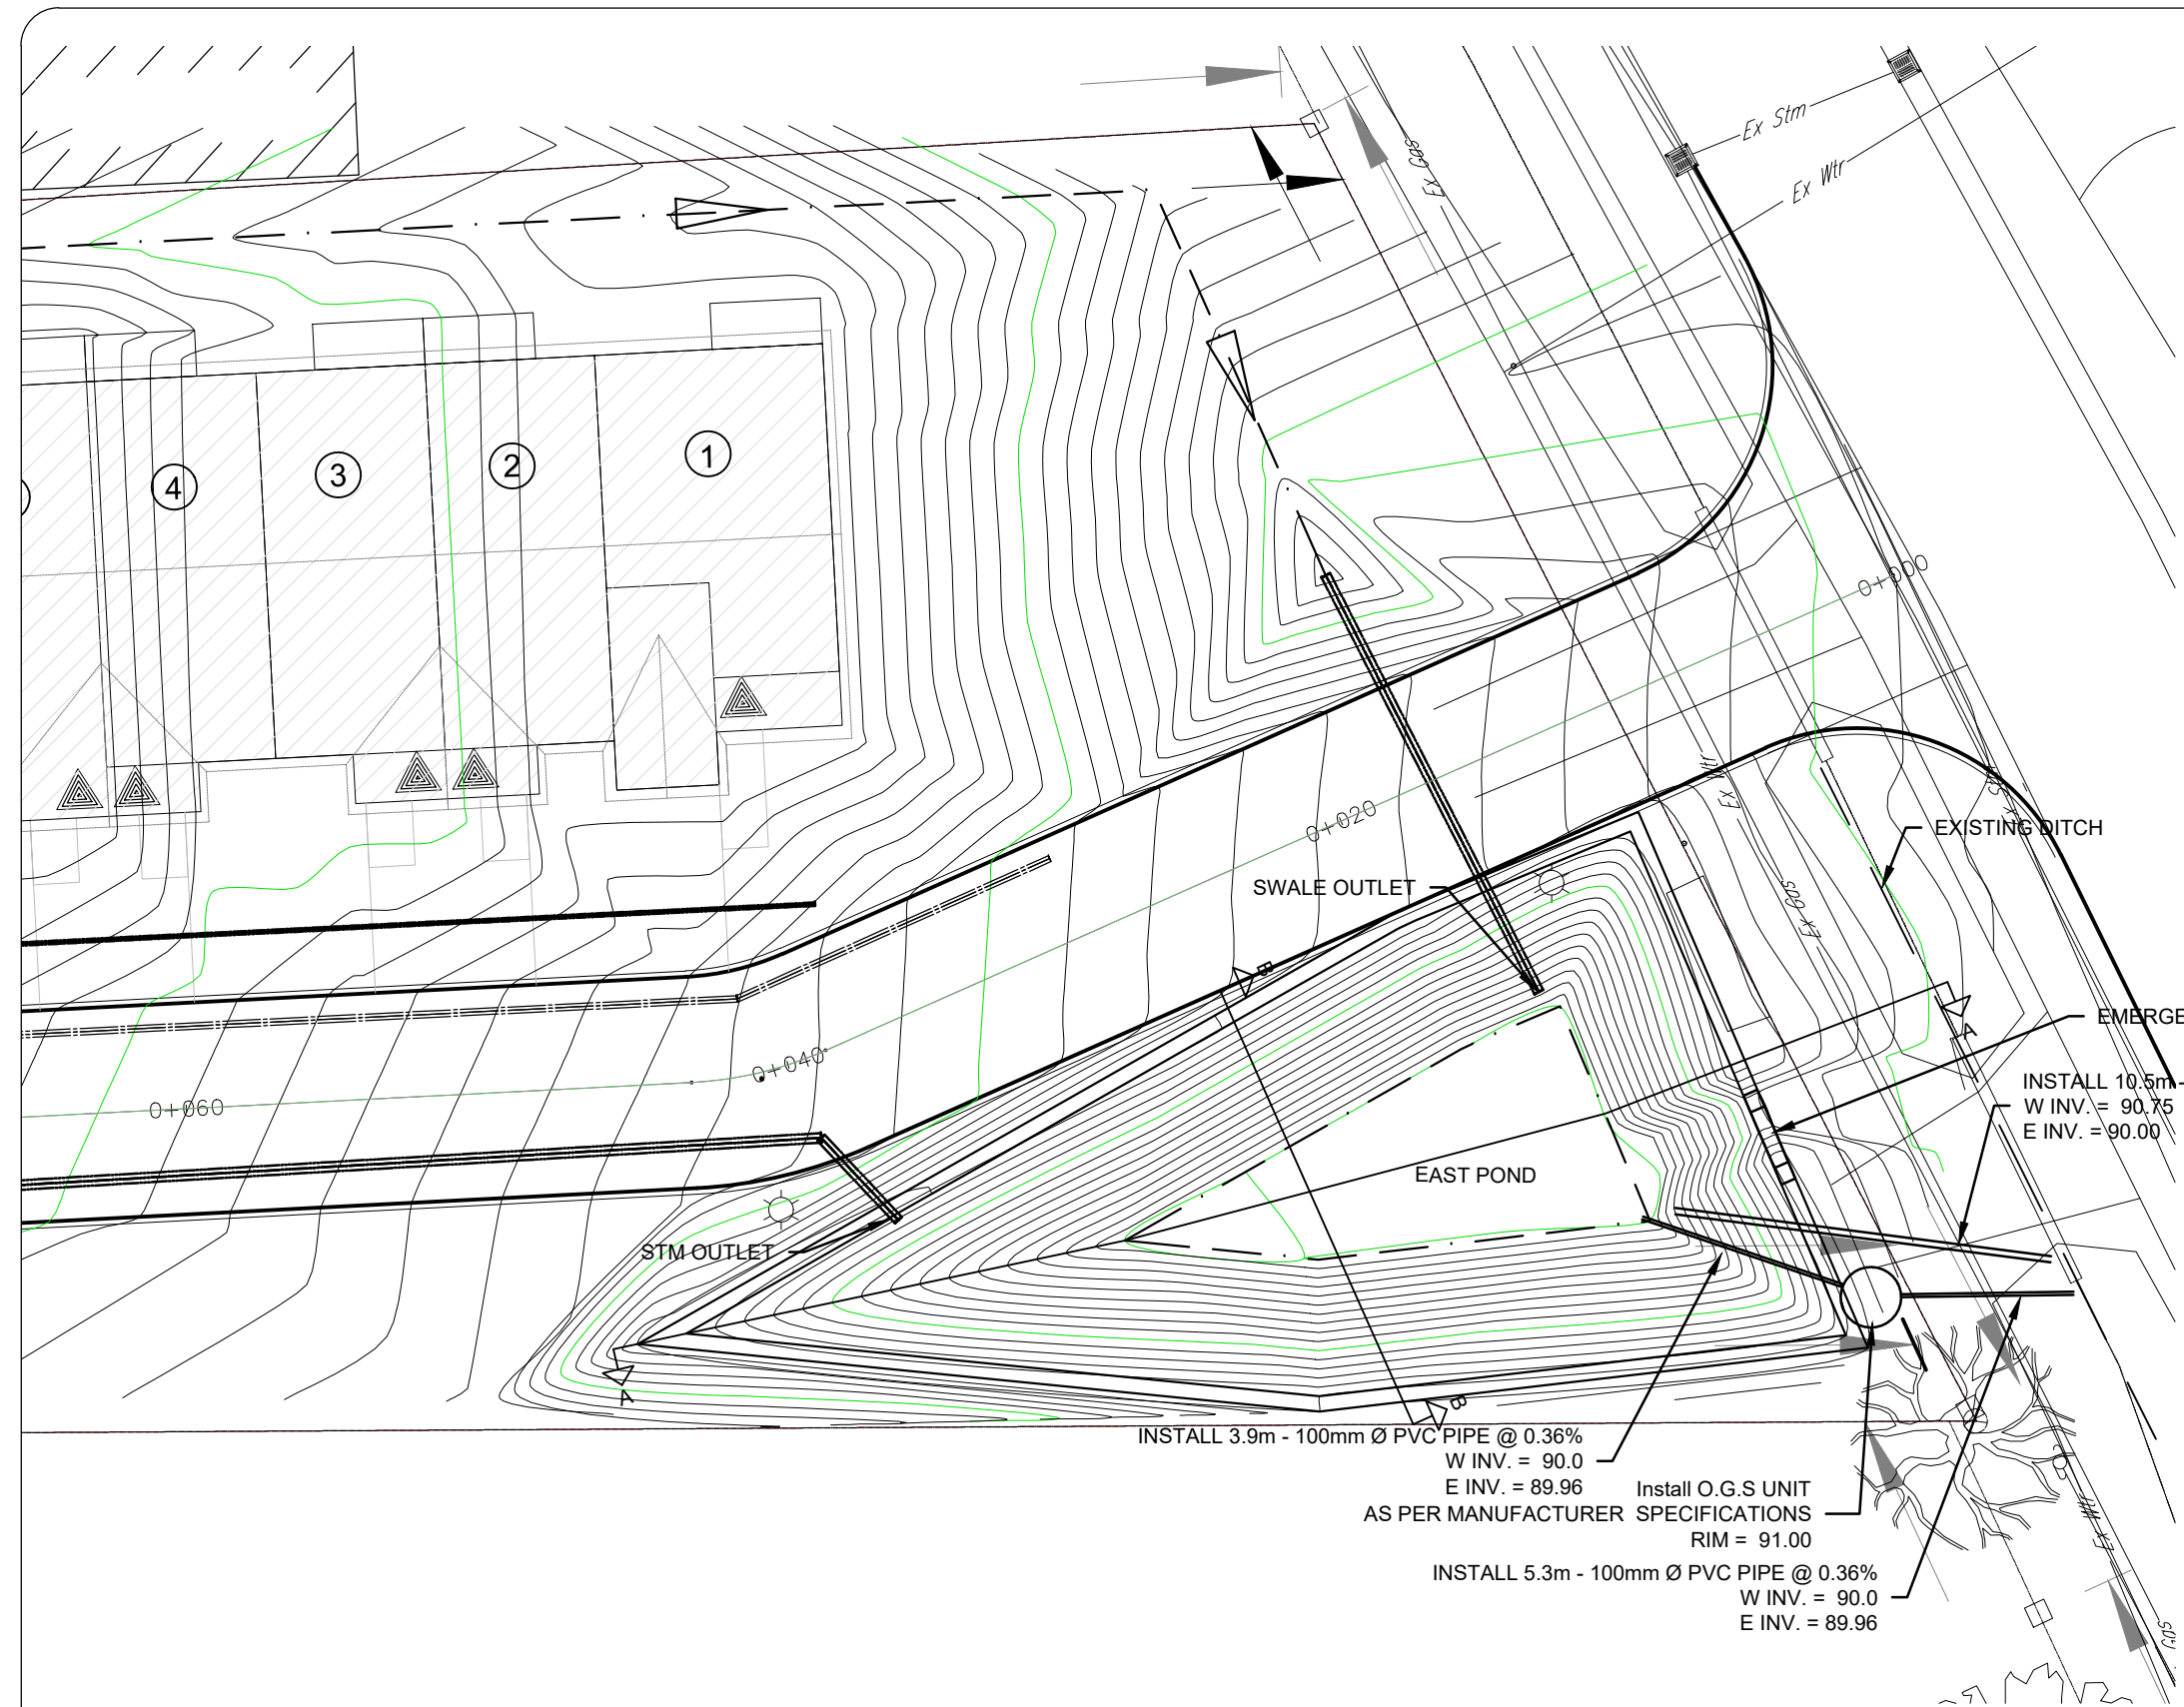 Ex Stm
Ex Wtr
Ex Gas
4
3
2
1
0+000
0+020
Ex Wtr
Ex Gas
EXISTING DITCH
SWALE OUTLET
B
A
EMERGE
0+040
0+060
INSTALL 10.5m -
W INV. = 90.75
E INV. = 90.00
EAST POND
STM OUTLET
A
B
INSTALL 3.9m - 100mm Ø PVC PIPE @ 0.36%
W INV. = 90.0
E INV. = 89.96
Install O.G.S UNIT
AS PER MANUFACTURER SPECIFICATIONS
RIM = 91.00
INSTALL 5.3m - 100mm Ø PVC PIPE @ 0.36%
W INV. = 90.0
E INV. = 89.96
Ex Wtr
Gas